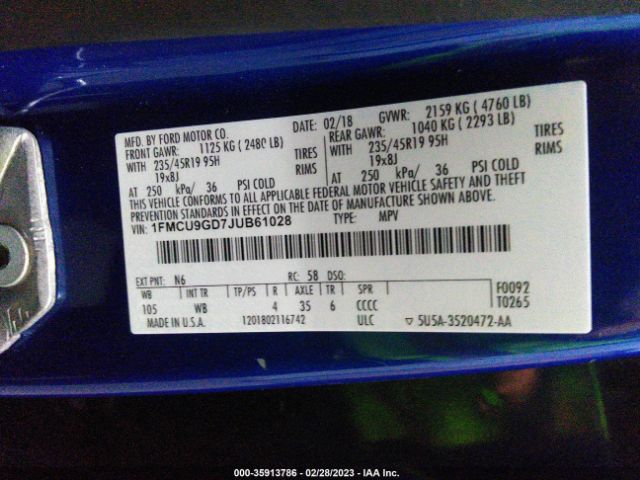 MFD. BY FORD MOTOR CO.
DATE: 02/18 GVWR: 2159 KG ( 4760 LB)
FRONT GAWR: 1125 KG ( 2480 LB) REAR GAWR: 1040 KG ( 2293 LB)
WITH 235/45R19 95H TIRES WITH 235/45R19 95H TIRES
19x8J RIMS 19x8J RIMS
AT 250 kPa/ 36 PSI COLD AT 250 kPa/ 36 PSI COLD
THIS VEHICLE CONFORMS TO ALL APPLICABLE FEDERAL MOTOR VEHICLE SAFETY AND THEFT
PREVENTION STANDARDS IN EFFECT ON THE DATE OF MANUFACTURE SHOWN ABOVE.
VIN: 1FMCU9GD7JUB61028 TYPE: MPV
EXT PNT: N6 RC: 58 DSO: F0092
WB INT TR TP/PS R AXLE TR SPR T0265
105 WB 4 35 6 CCCC
MADE IN U.S.A. 1201802116742 ULC ▽ 5U5A-3520472-AA
000-35913786 - 02/28/2023 - IAA Inc.